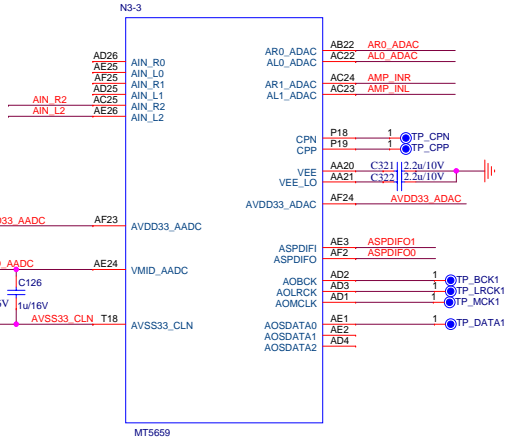 N3-3
AD26 AIN_R0
AE25 AIN_L0
AF25 AIN_R1
AD25 AIN_L1
AIN_R2 AC25 AIN_R2
AIN_L2 AE26 AIN_L2
D33_AADC AF23 AVDD33_AADC
_AADC AE24 VMID_AADC
C126
6V 1u/16V
AVSS33_CLN T18 AVSS33_CLN
AR0_ADAC AB22 AR0_ADAC
AL0_ADAC AC22 AL0_ADAC
AR1_ADAC AC24 AMP_INR
AL1_ADAC AC23 AMP_INL
CPN P18 1 TP_CPN
CPP P19 1 TP_CPP
VEE AA20 C321 2.2u/10V
VEE_LO AA21 C322 2.2u/10V
AVDD33_ADAC AF24 AVDD33_ADAC
ASPDIFI AE3 ASPDIFO1
ASPDIFO AF2 ASPDIFO0
AOBCK AD2 1 TP_BCK1
AOLRCK AD3 1 TP_LRCK1
AOMCLK AD1 1 TP_MCK1
AOSDATA0 AE1 1 TP_DATA1
AOSDATA1 AE2
AOSDATA2 AD4
MT5659